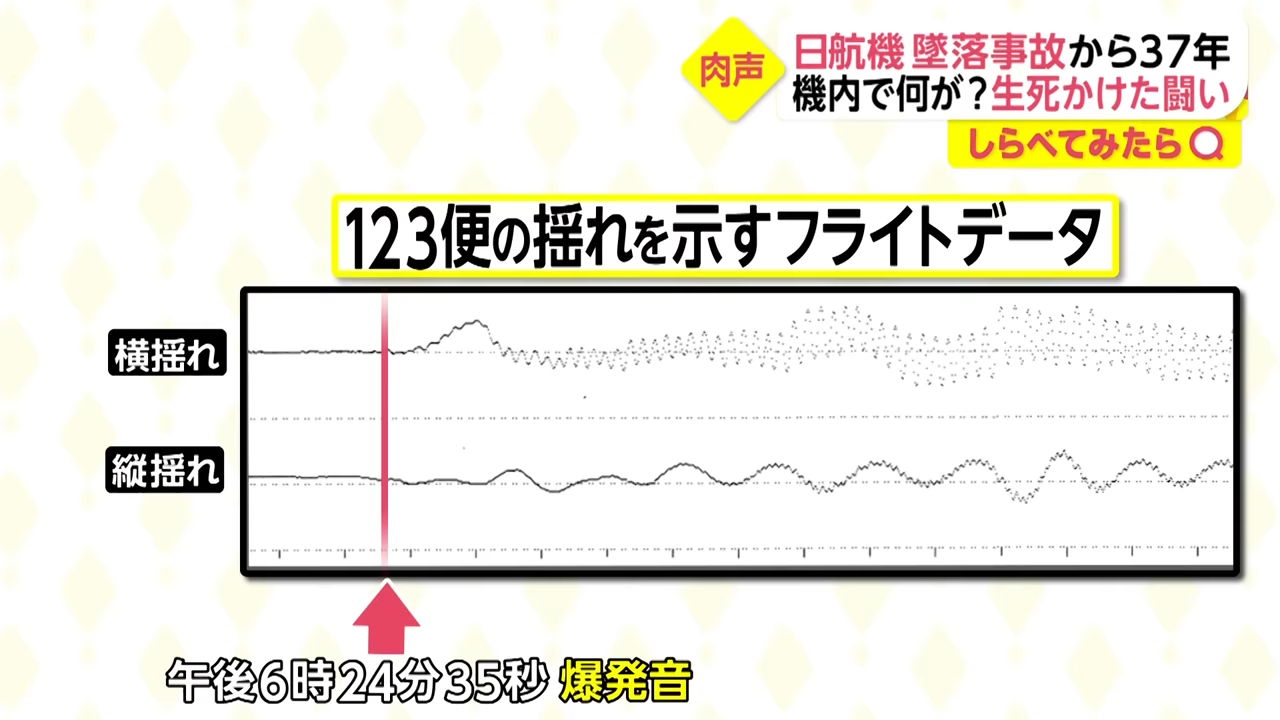 肉声
日航機 墜落事故から37年
機内で何が？生死かけた闘い
しらべてみたら
123便の揺れを示すフライトデータ
横揺れ
縦揺れ
午後6時24分35秒 爆発音